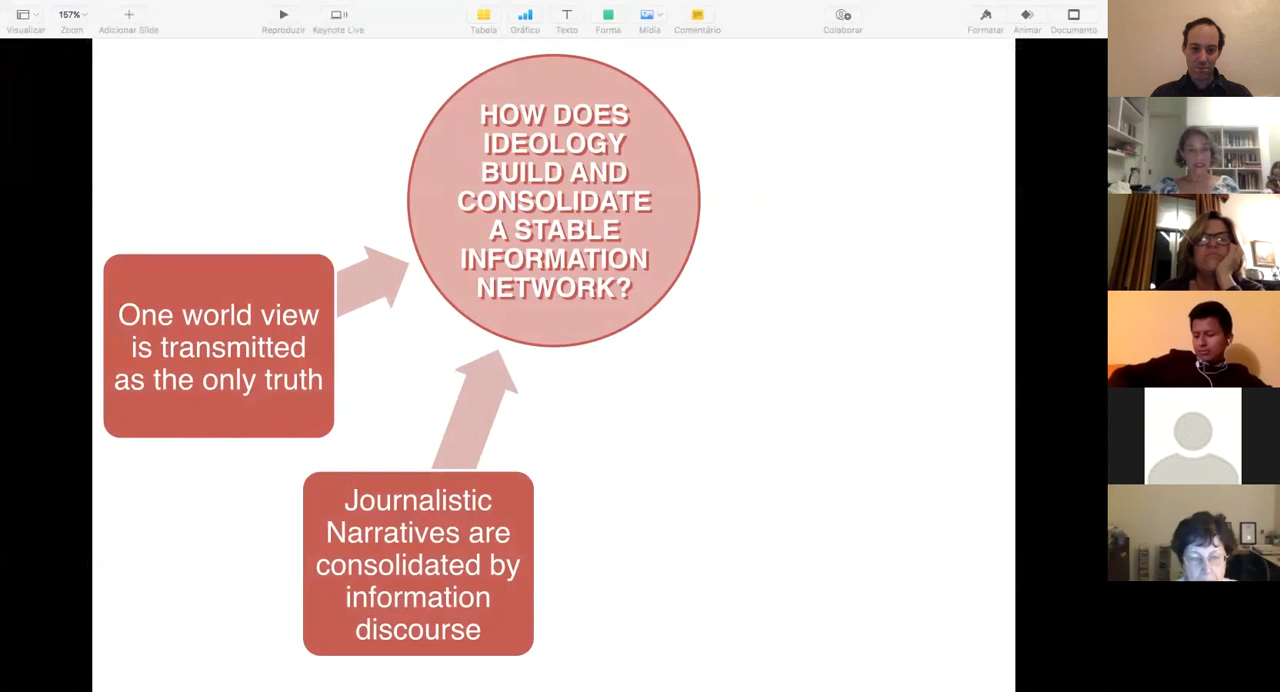 157%
Visualizar
Zoom
Adicionar Slide
Reproduzir
Keynote Live
Tabela
Gráfico
Texto
Forma
Mídia
Comentário
Colaborar
Formatar
Animar
Documento
HOW DOES
IDEOLOGY
BUILD AND
CONSOLIDATE
A STABLE
INFORMATION
NETWORK?
One world view
is transmitted
as the only truth
Journalistic
Narratives are
consolidated by
information
discourse